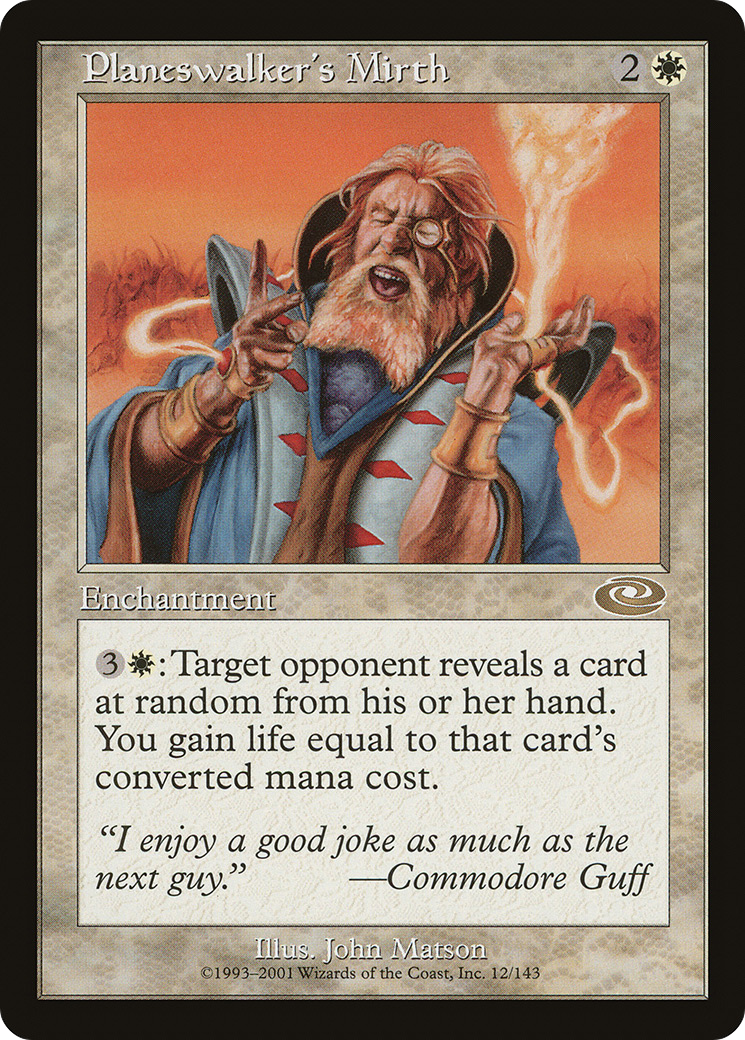 Planeswalker's Mirth 2
Enchantment
3 : Target opponent reveals a card
at random from his or her hand.
You gain life equal to that card's
converted mana cost.
“I enjoy a good joke as much as the
next guy.” —Commodore Guff
Illus. John Matson
©1993–2001 Wizards of the Coast, Inc. 12/143